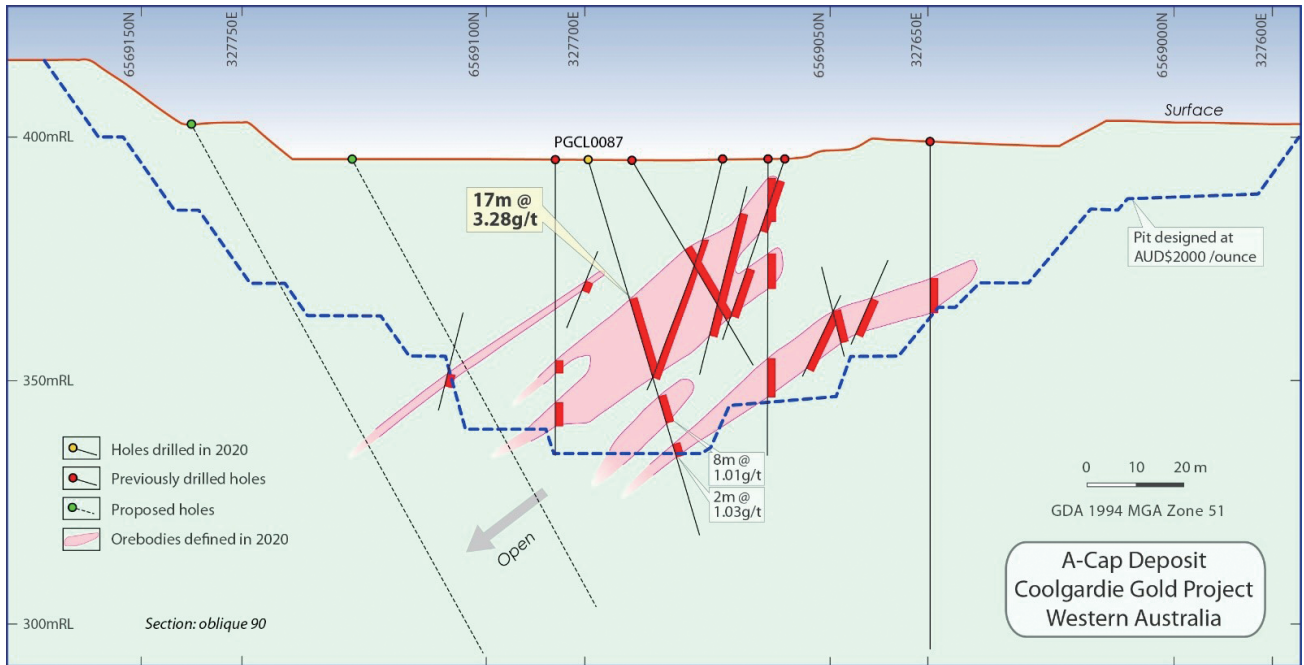 6569150N
327750E
6569100N
327700E
6569050N
327650E
6569000N
327600E
Surface
400mRL
PGCL0087
17m @
3.28g/t
Pit designed at
AUD$2000 /ounce
350mRL
Holes drilled in 2020
Previously drilled holes
Proposed holes
Orebodies defined in 2020
8m @
1.01g/t
2m @
1.03g/t
0 10 20 m
GDA 1994 MGA Zone 51
Open
A-Cap Deposit
Coolgardie Gold Project
Western Australia
300mRL
Section: oblique 90